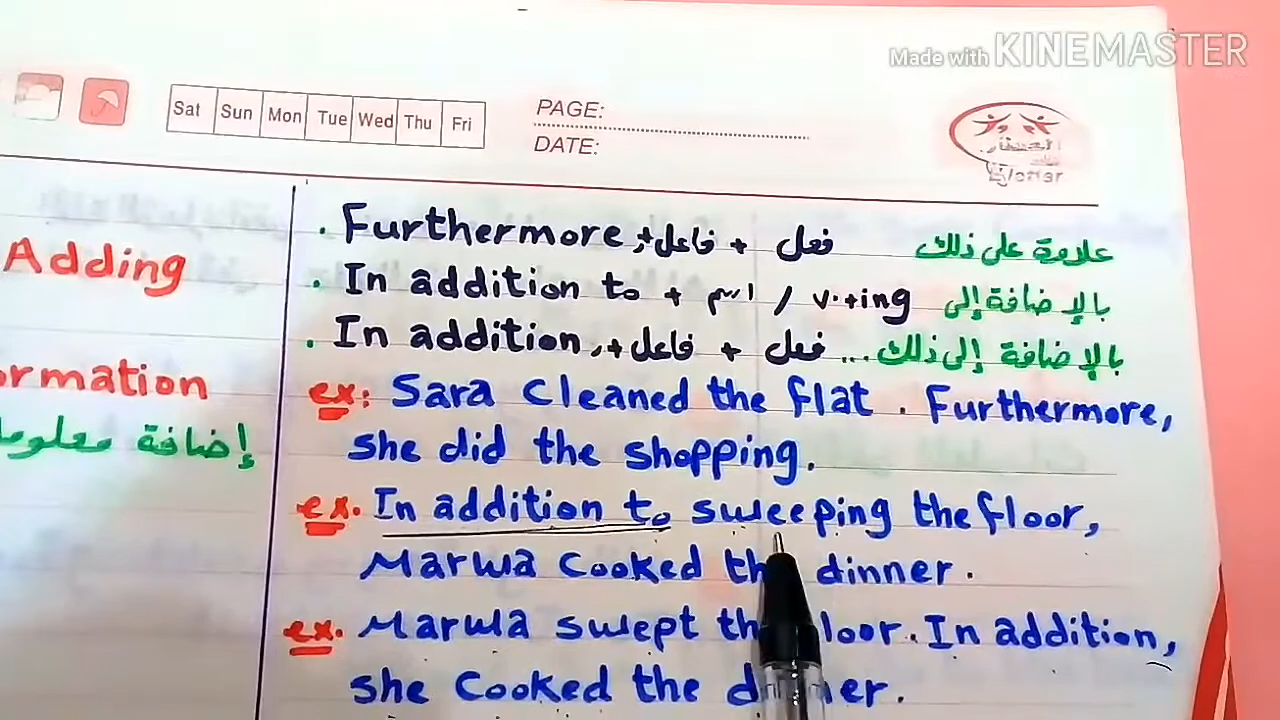 Made with KINEMASTER
Sat Sun Mon Tue Wed Thu Fri
PAGE:
DATE:
Adding
ormation
إضافة معلوما
. Furthermore, + فاعل + فعل علاوة على ذلك
. In addition to + اسم / v.+ing بالإضافة إلى
. In addition, + فاعل + فعل ... بالإضافة إلى ذلك
ex: Sara cleaned the flat. Furthermore,
she did the shopping.
ex. In addition to sweeping the floor,
Marwa cooked the dinner.
ex. Marwa swept th loor. In addition,
she cooked the d er.